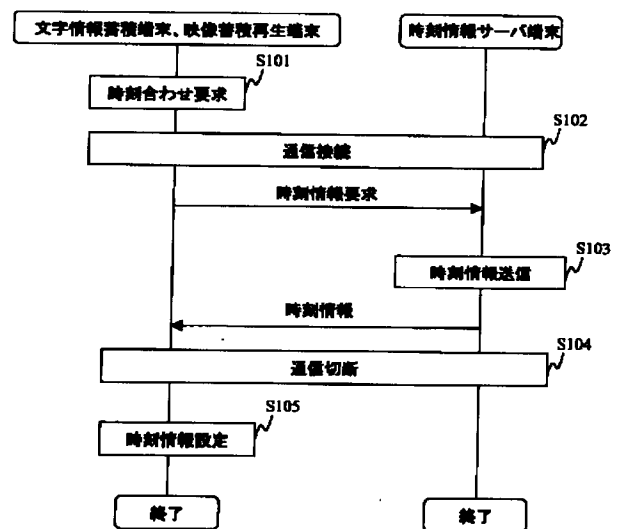 文字情報蓄積端末、映像蓄積再生端末
時刻情報サーバ端末
S101
時刻合わせ要求
S102
通信接続
時刻情報要求
S103
時刻情報送信
時刻情報
S104
通信切断
S105
時刻情報設定
終了
終了